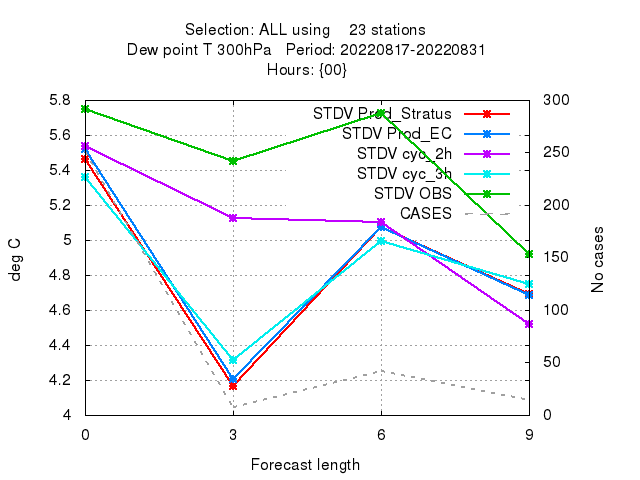 Selection: ALL using    23 stations
Dew point T 300hPa   Period: 20220817-20220831
Hours: {00}
5.8
5.6
5.4
5.2
5
4.8
4.6
4.4
4.2
4
300
250
200
150
100
50
0
STDV Prod_Stratus
STDV Prod_EC
STDV cyc_2h
STDV cyc_3h
STDV OBS
CASES
deg C
No cases
0 3 6 9
Forecast length